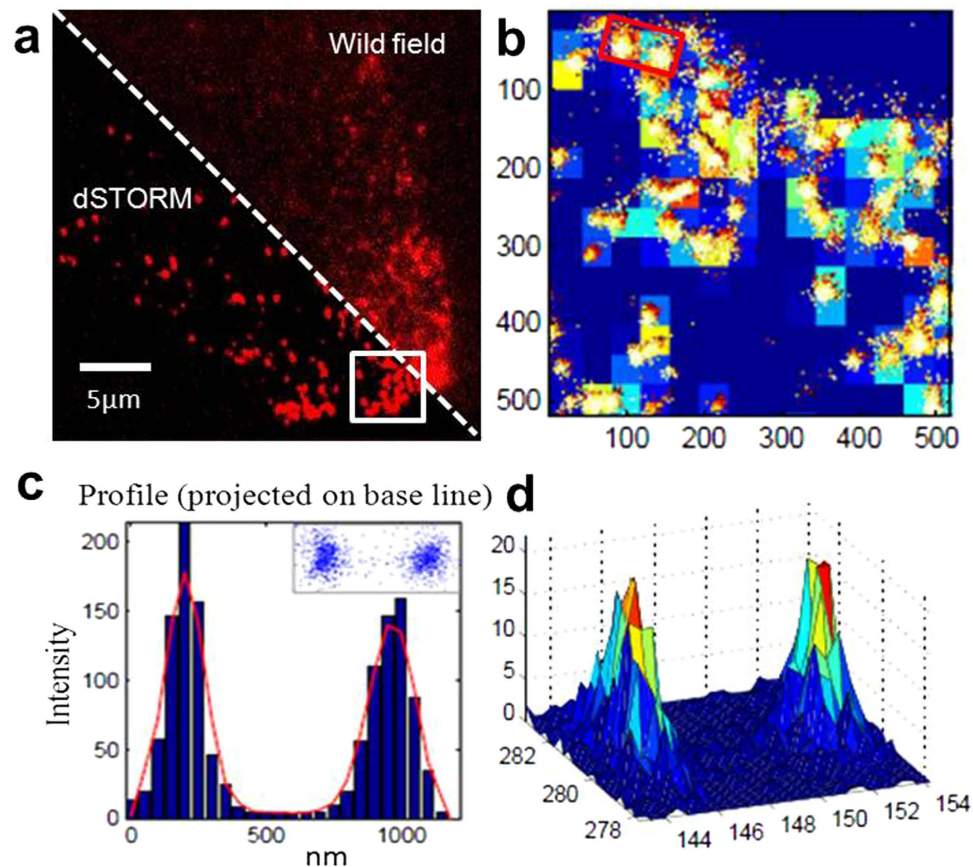 a
Wild field
dSTORM
5μm
b
100
200
300
400
500
100 200 300 400 500
c
Profile (projected on base line)
200
150
100
50
0
Intensity
0 500 1000
nm
d
20
15
10
5
0
282
280
278
144 146 148 150 152 154